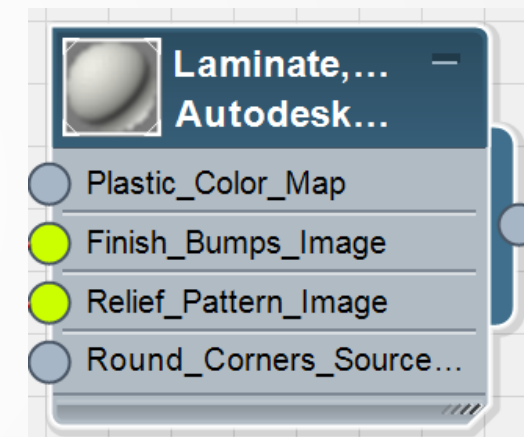 Laminate,...
Autodesk...
Plastic_Color_Map
Finish_Bumps_Image
Relief_Pattern_Image
Round_Corners_Source...